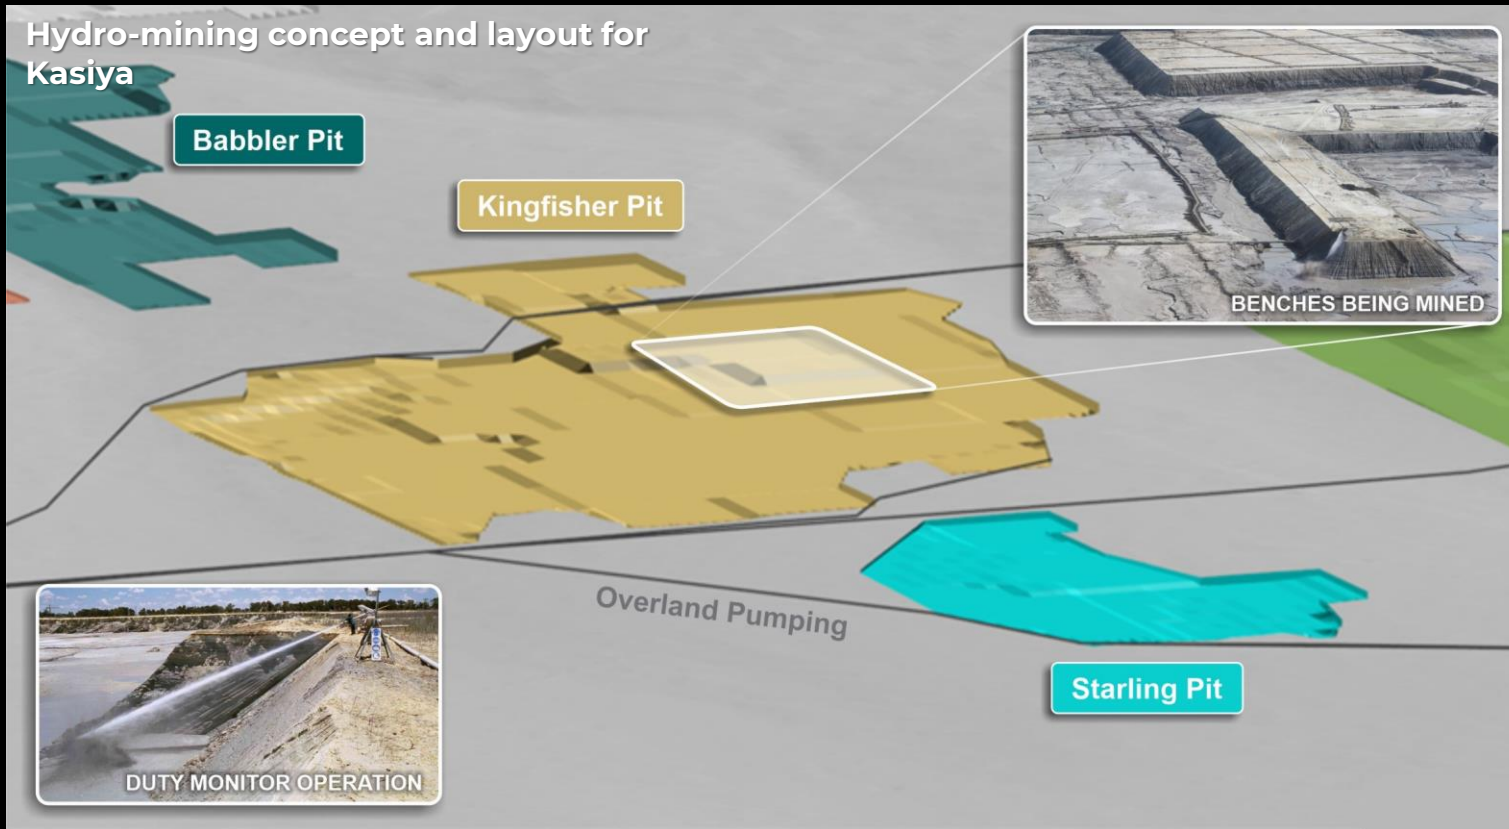 Hydro-mining concept and layout for
Kasiya
Babbler Pit
Kingfisher Pit
BENCHES BEING MINED
Overland Pumping
Starling Pit
DUTY MONITOR OPERATION